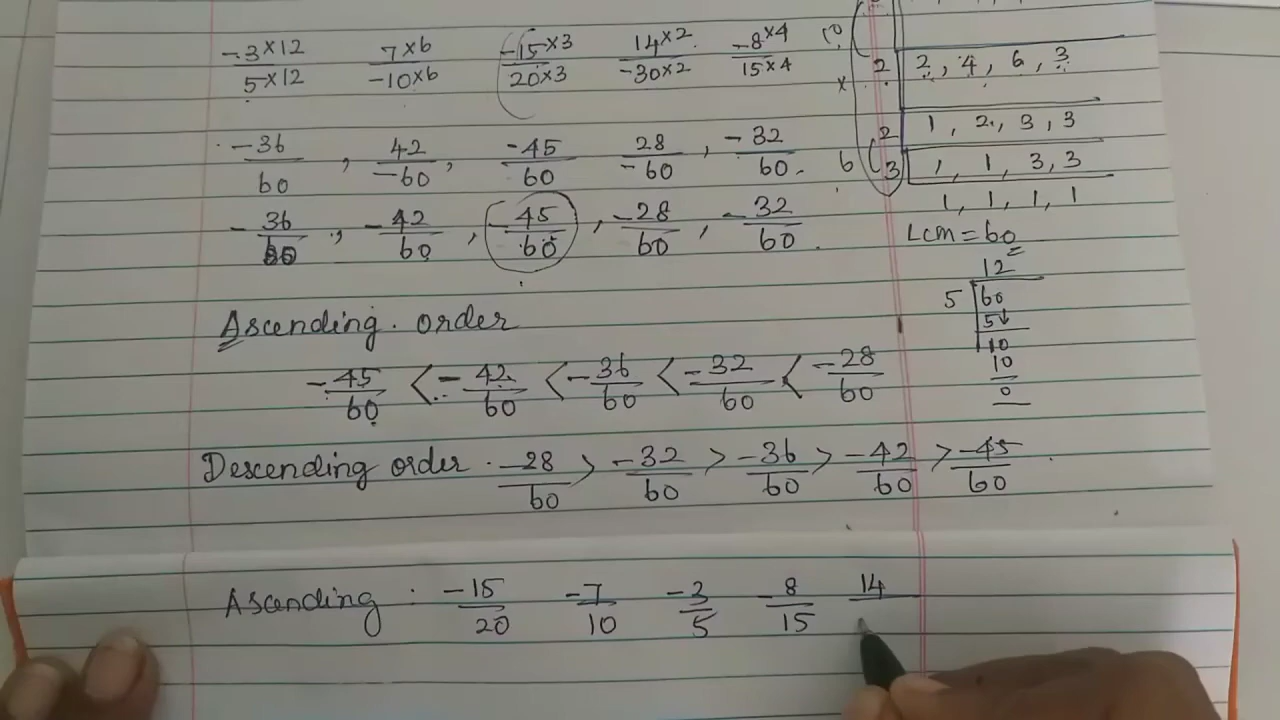 -3×12/5×12 7×6/-10×6 -15×3/20×3 14×2/-30×2 -8×4/15×4
2 | 2, 4, 6, 3
-36/60 , 42/-60 , -45/60 28/-60 , -32/60.
2 | 1, 2, 3, 3
6 3 | 1, 1, 3, 3
1, 1, 1, 1
-36/60 , -42/60 , -45/60 , -28/60 , -32/60 .
Lcm = 60
12
5 | 60
5↓
10
10
0
Ascending. order
-45/60 < -42/60 < -36/60 < -32/60 < -28/60
Descending order. -28/60 > -32/60 > -36/60 > -42/60 > -45/60 .
Ascending : -15/20 -7/10 -3/5 -8/15 14/